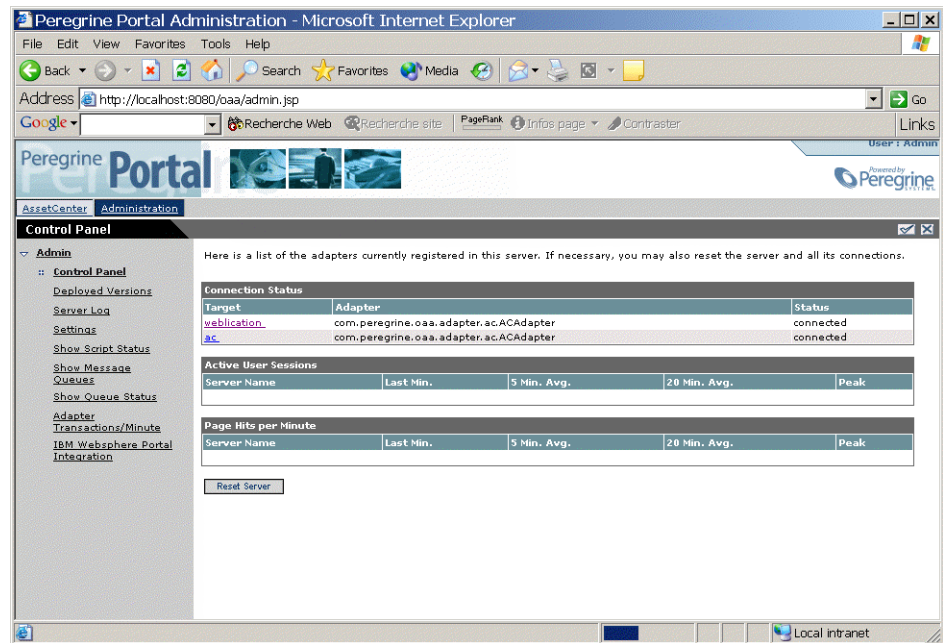 Peregrine Portal Administration - Microsoft Internet Explorer
File Edit View Favorites Tools Help
Back Search Favorites Media
Address http://localhost:8080/oaa/admin.jsp Go
Google Recherche Web Recherche site PageRank Infos page Contraster Links
User : Admin
Peregrine Portal
Powered by
Peregrine
SYSTEMS
AssetCenter Administration
Control Panel
Admin
Control Panel
Deployed Versions
Server Log
Settings
Show Script Status
Show Message
Queues
Show Queue Status
Adapter
Transactions/Minute
IBM Websphere Portal
Integration
Here is a list of the adapters currently registered in this server. If necessary, you may also reset the server and all its connections.
Connection Status
Target Adapter Status
weblication com.peregrine.oaa.adapter.ac.ACAdapter connected
ac com.peregrine.oaa.adapter.ac.ACAdapter connected
Active User Sessions
Server Name Last Min. 5 Min. Avg. 20 Min. Avg. Peak
Page Hits per Minute
Server Name Last Min. 5 Min. Avg. 20 Min. Avg. Peak
Reset Server
Local intranet